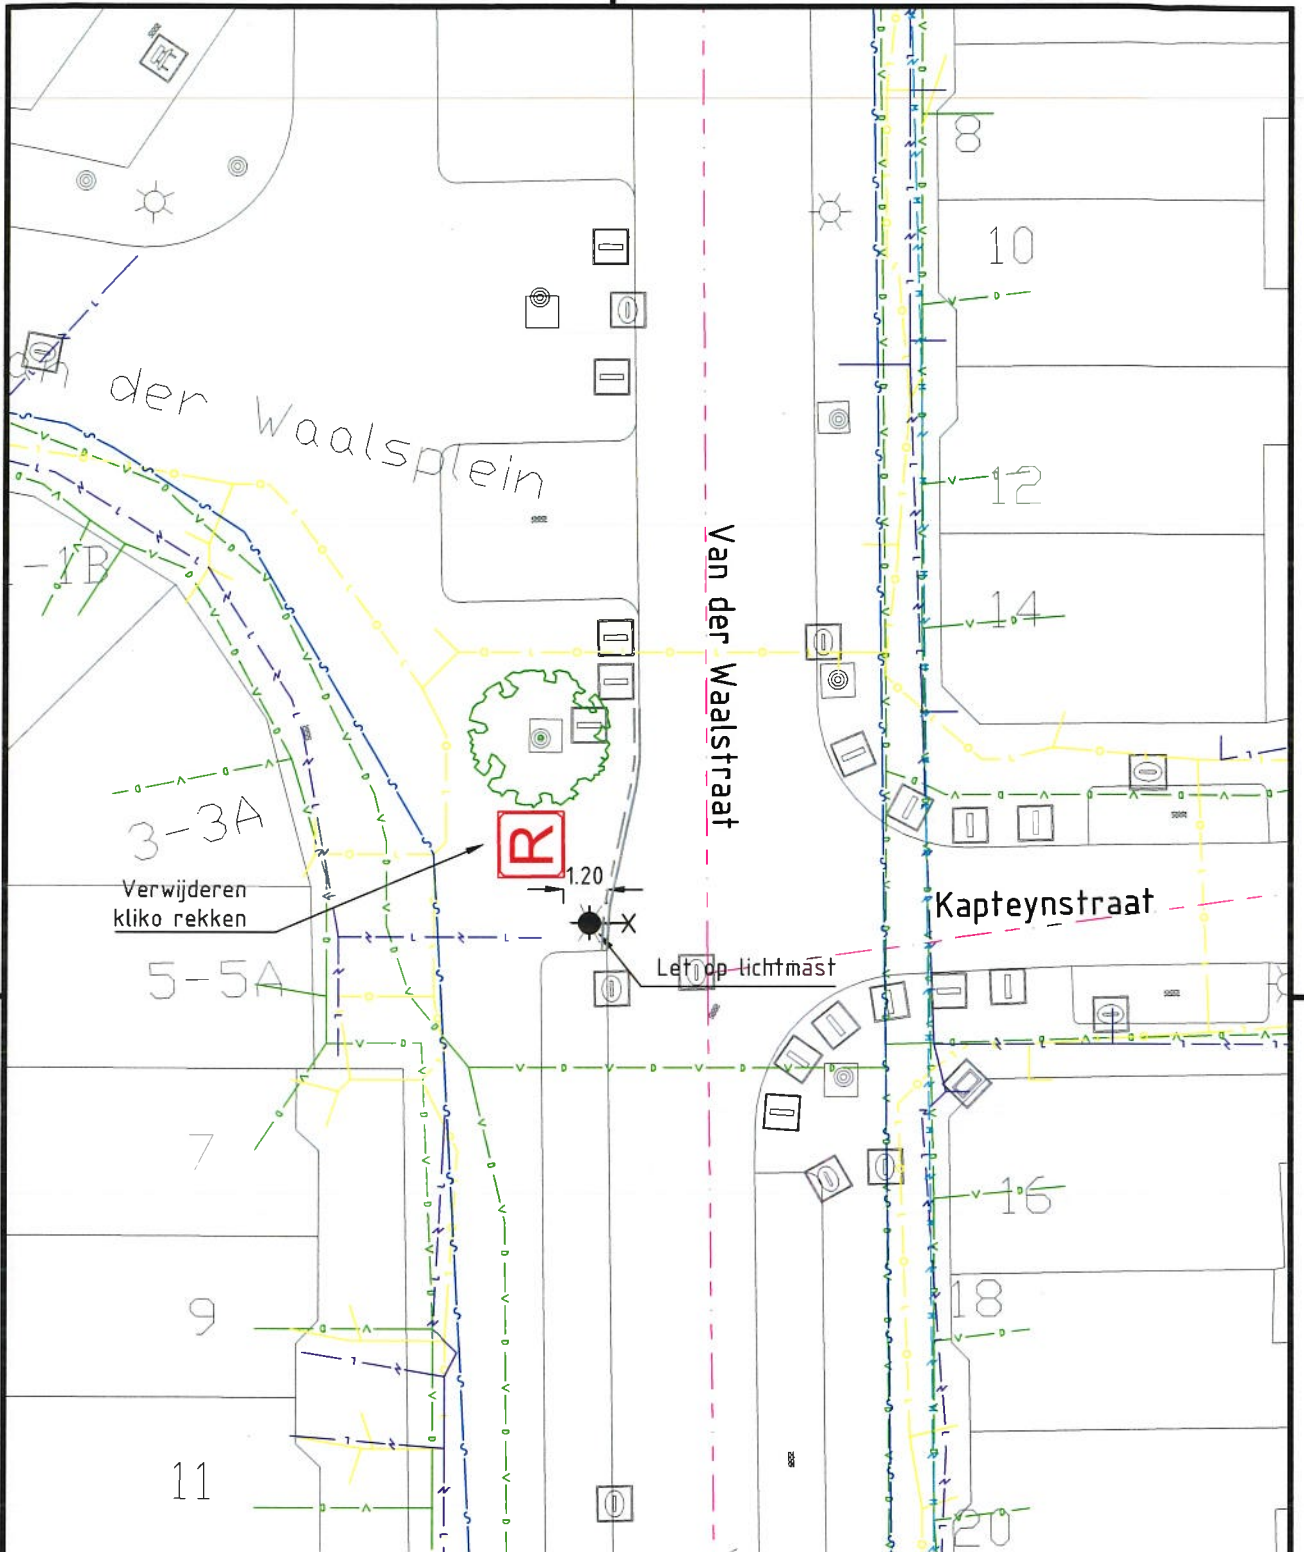 8
10
der Waalsplein
12
-1B
14
Van der Waalstraat
3-3A
R
1.20
Verwijderen
kliko rekken
Kapteynstraat
5-5A
Let op lichtmast
7
16
9
18
11
20